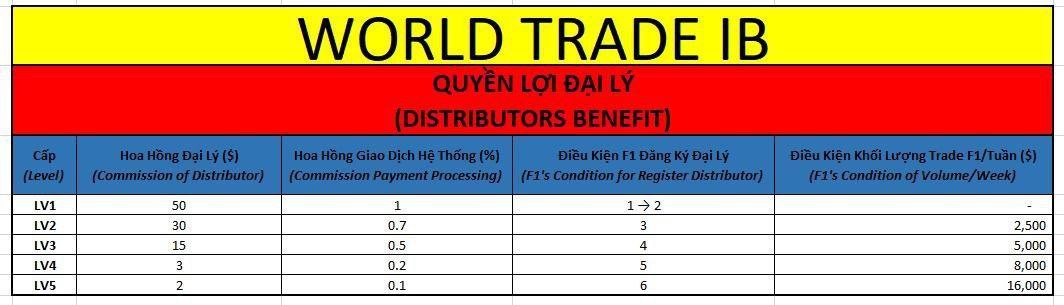 WORLD TRADE IB
QUYỀN LỢI ĐẠI LÝ
(DISTRIBUTORS BENEFIT)
Cấp Hoa Hồng Đại Lý ($) Hoa Hồng Giao Dịch Hệ Thống (%) Điều Kiện F1 Đăng Ký Đại Lý Điều Kiện Khối Lượng Trade F1/Tuần ($)
(Level) (Commission of Distributor) (Commission Payment Processing) (F1's Condition for Register Distributor) (F1's Condition of Volume/Week)
LV1 50 1 1 → 2 -
LV2 30 0.7 3 2,500
LV3 15 0.5 4 5,000
LV4 3 0.2 5 8,000
LV5 2 0.1 6 16,000